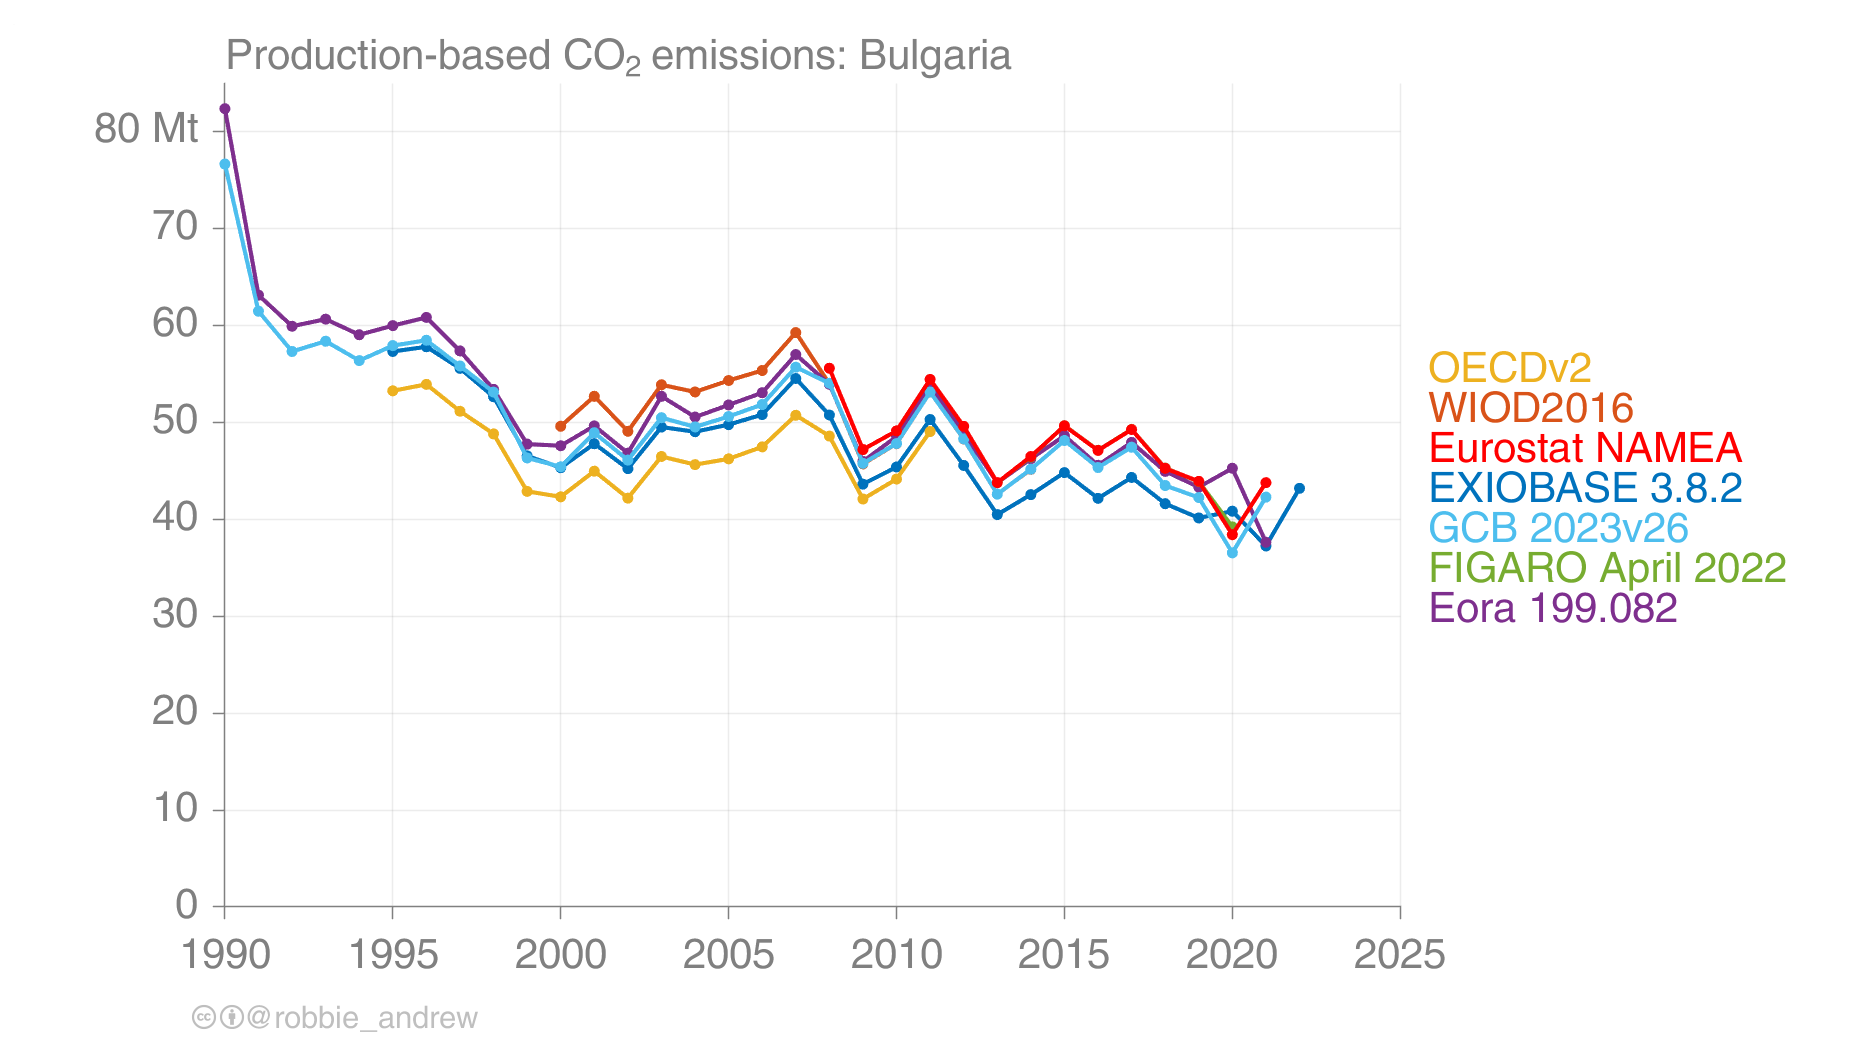 Production-based CO₂ emissions: Bulgaria
80 Mt
70
60
50
40
30
20
10
0
1990 1995 2000 2005 2010 2015 2020 2025
OECDv2
WIOD2016
Eurostat NAMEA
EXIOBASE 3.8.2
GCB 2023v26
FIGARO April 2022
Eora 199.082
@robbie_andrew